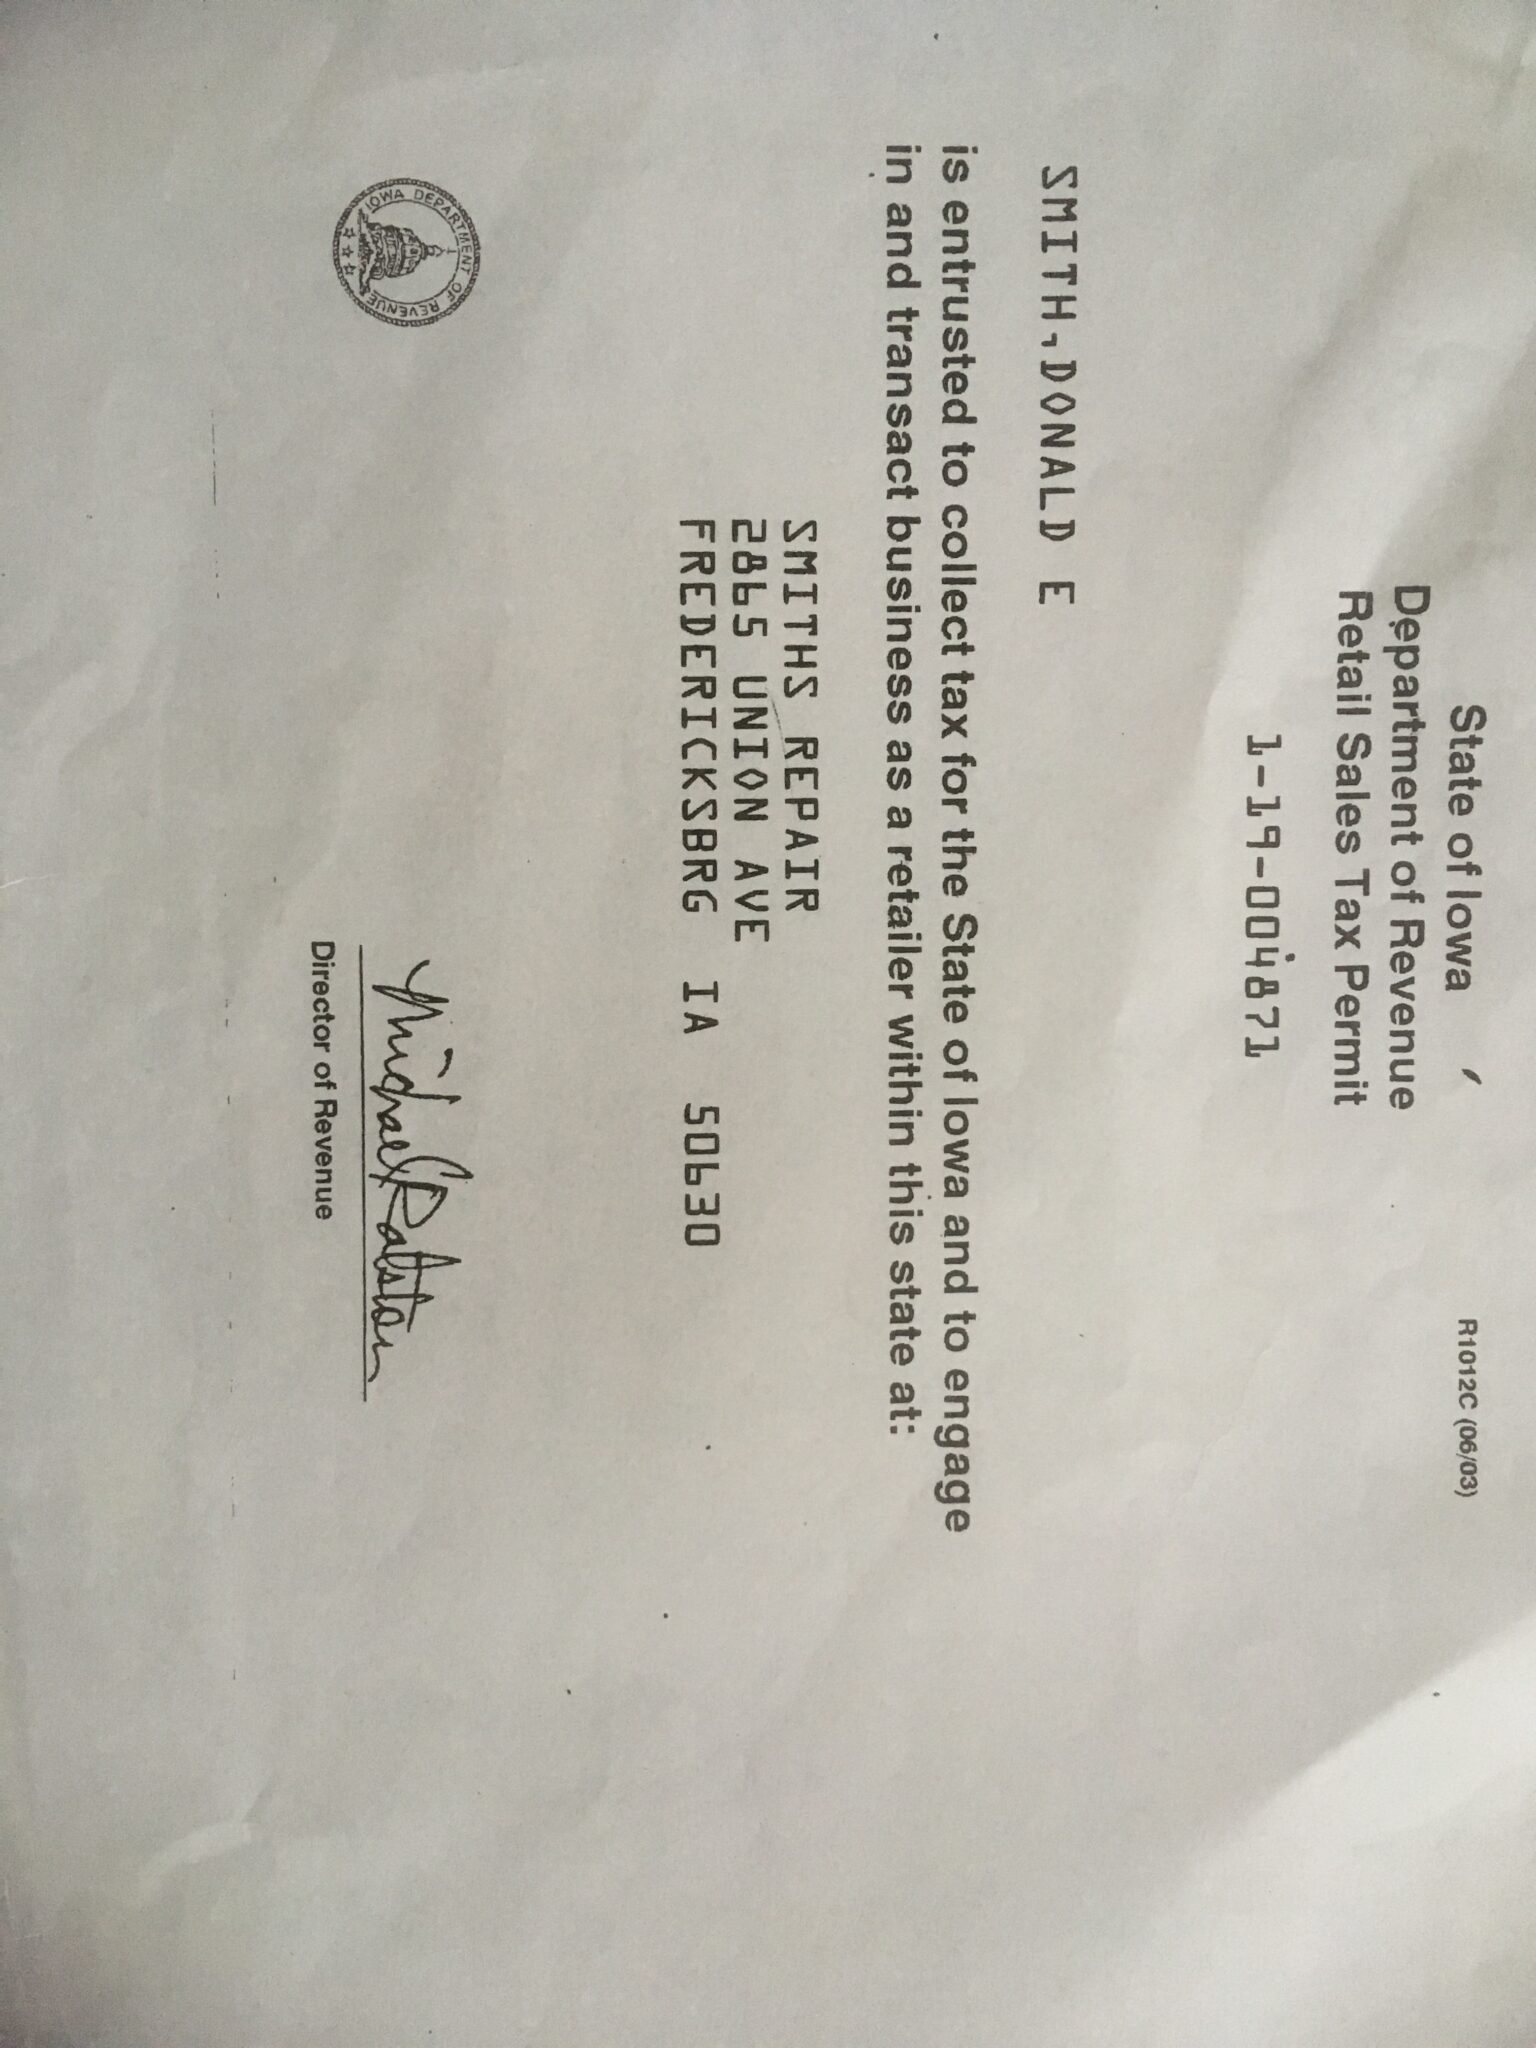 R1012C (06/03)
State of Iowa
Department of Revenue
Retail Sales Tax Permit
1-19-004871
SMITH,DONALD E
is entrusted to collect tax for the State of Iowa and to engage
in and transact business as a retailer within this state at:
SMITHS REPAIR
2865 UNION AVE
FREDERICKSBRG IA 50630
IOWA DEPARTMENT OF REVENUE
Michael Ralston
Director of Revenue